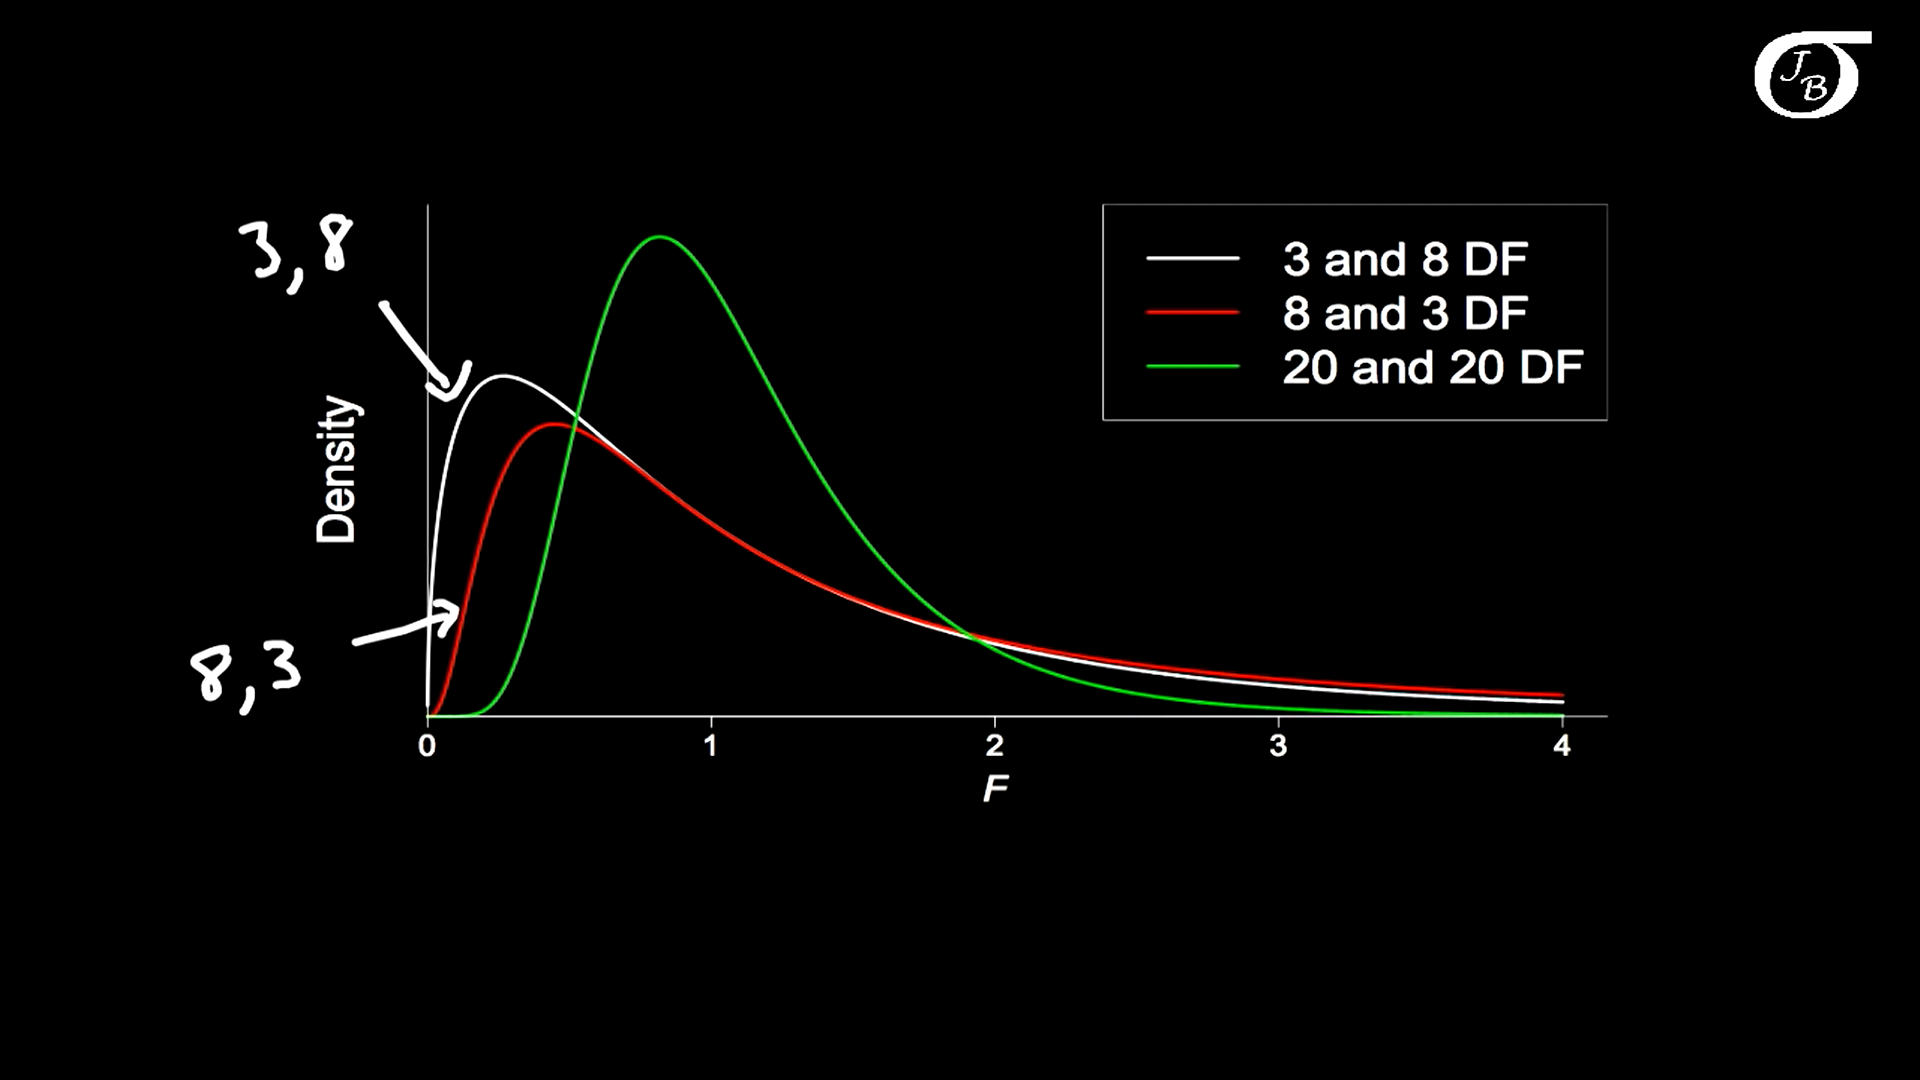 J
B
3,8
3 and 8 DF
8 and 3 DF
20 and 20 DF
Density
8,3
0 1 2 3 4
F